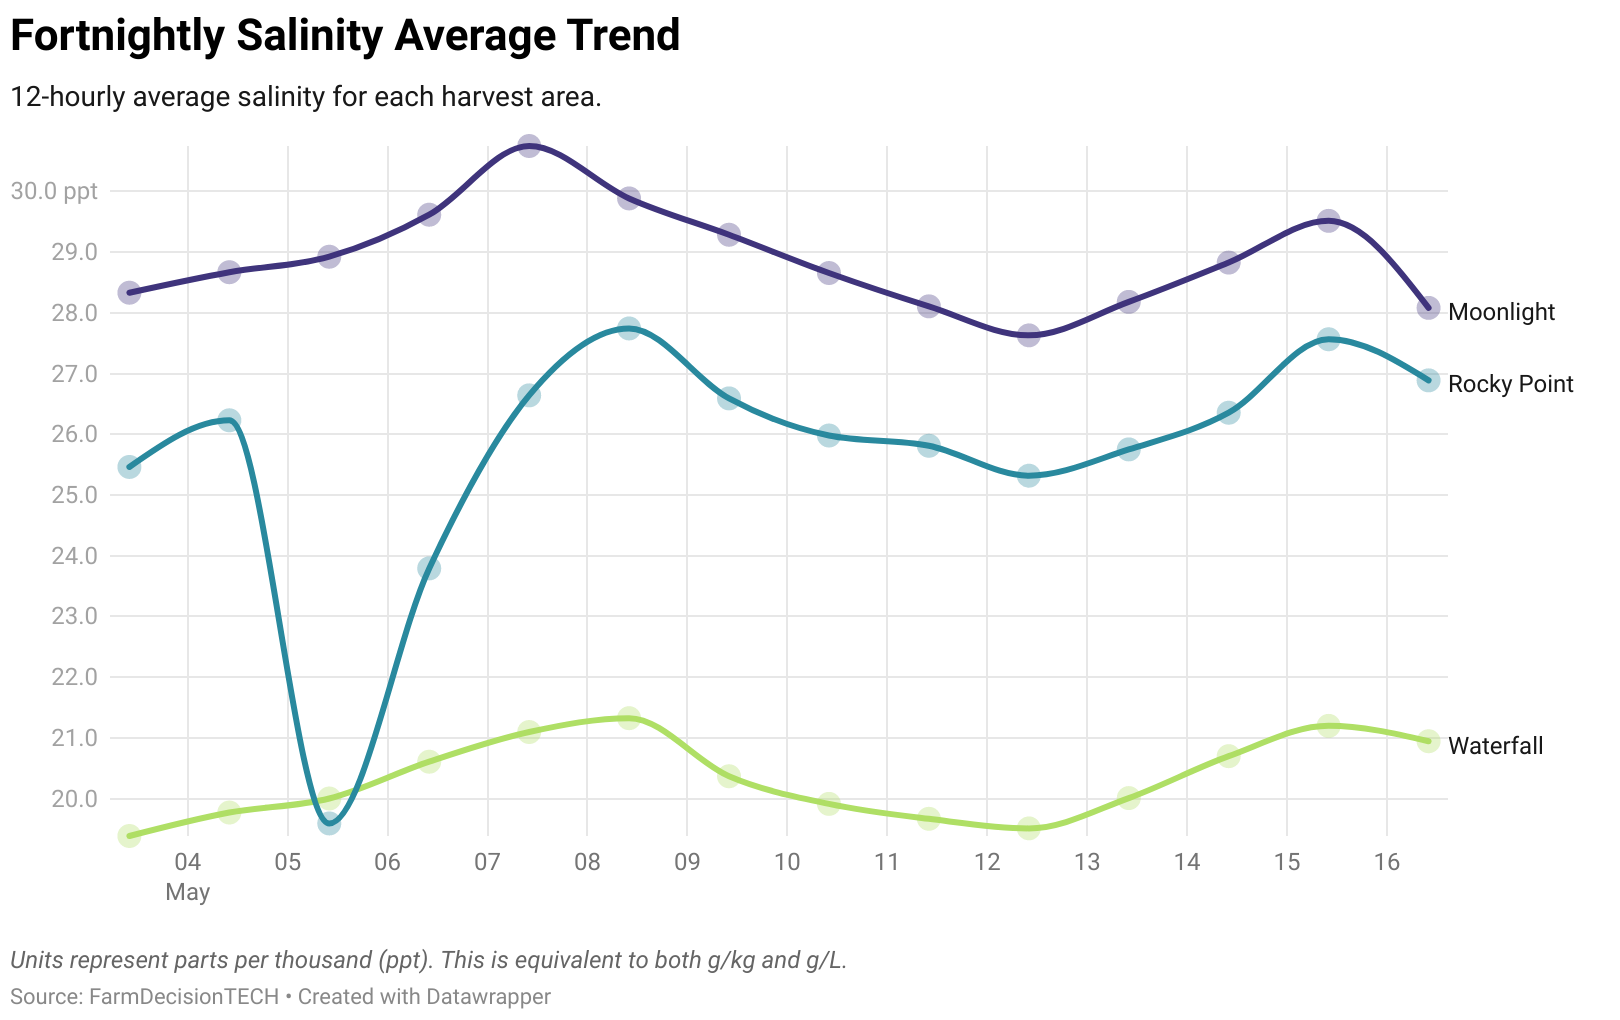 Fortnightly Salinity Average Trend
12-hourly average salinity for each harvest area.
30.0 ppt
29.0
28.0
27.0
26.0
25.0
24.0
23.0
22.0
21.0
20.0
Moonlight
Rocky Point
Waterfall
04 05 06 07 08 09 10 11 12 13 14 15 16
May
Units represent parts per thousand (ppt). This is equivalent to both g/kg and g/L.
Source: FarmDecisionTECH • Created with Datawrapper